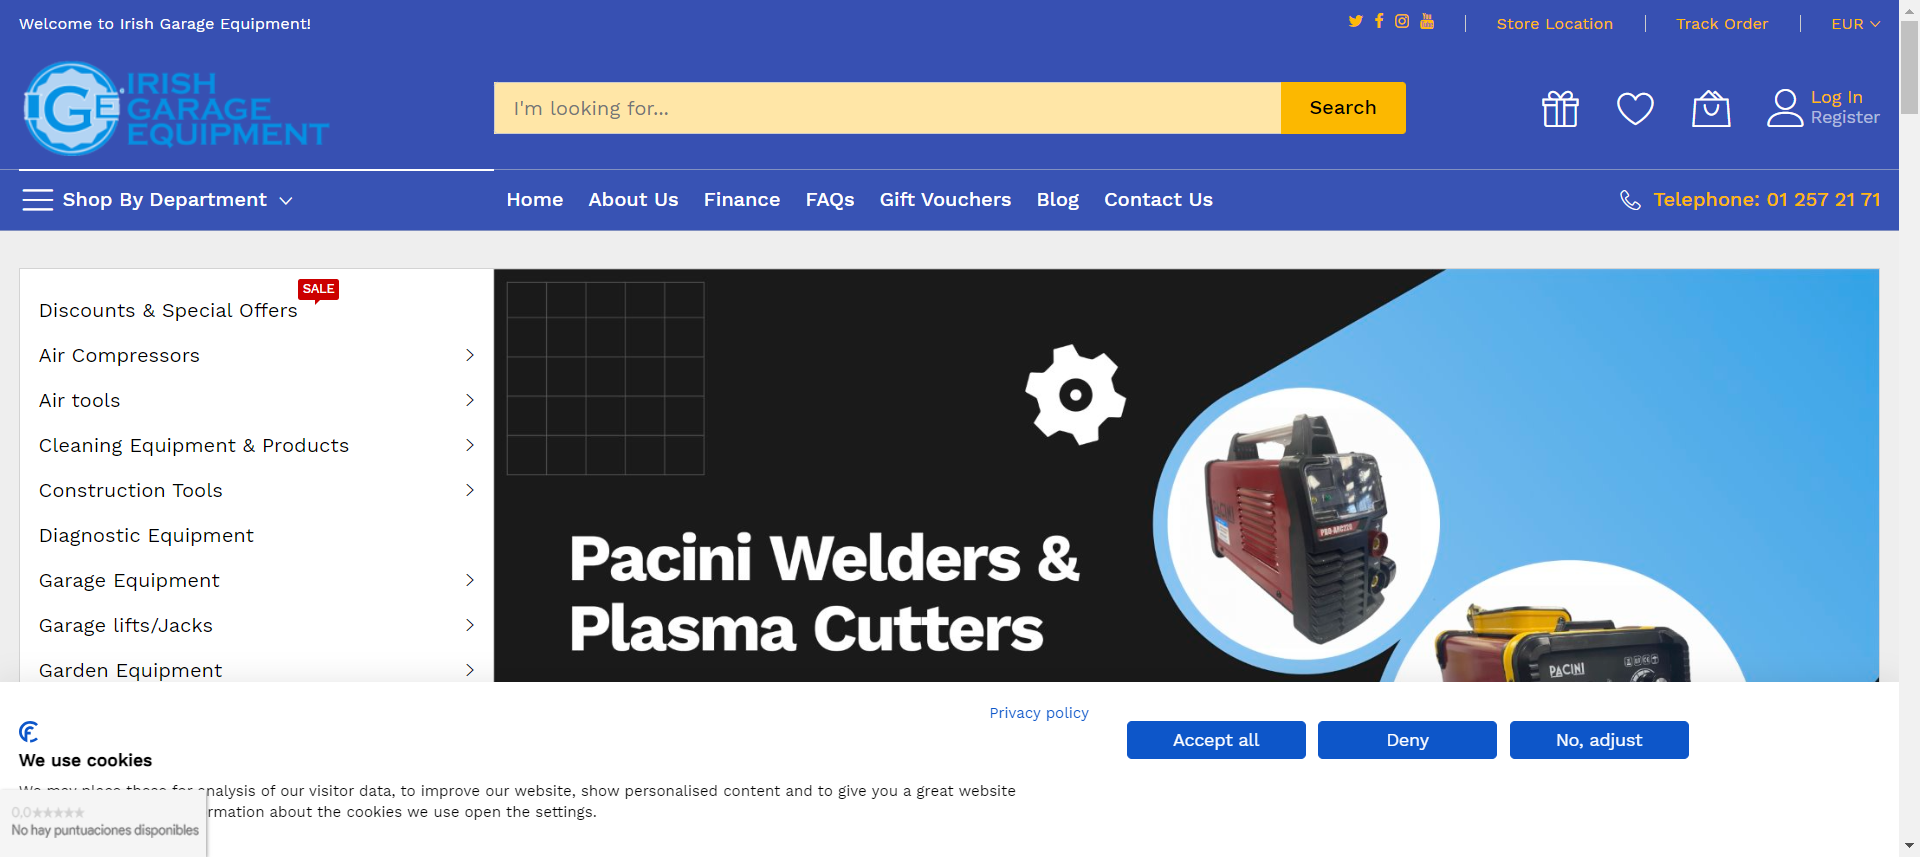 Welcome to Irish Garage Equipment!
Store Location
Track Order
EUR
IGE
IRISH
GARAGE
EQUIPMENT
I'm looking for...
Search
Log In
Register
Shop By Department
Home
About Us
Finance
FAQs
Gift Vouchers
Blog
Contact Us
Telephone: 01 257 21 71
SALE
Discounts & Special Offers
Air Compressors
Air tools
Cleaning Equipment & Products
Construction Tools
Diagnostic Equipment
Garage Equipment
Garage lifts/Jacks
Garden Equipment
Pacini Welders &
Plasma Cutters
PACINI
PRO-ARC220
PACINI
Privacy policy
Accept all
Deny
No, adjust
We use cookies
We may place these for analysis of our visitor data, to improve our website, show personalised content and to give you a great website
rmation about the cookies we use open the settings.
0,0★★★★★
No hay puntuaciones disponibles